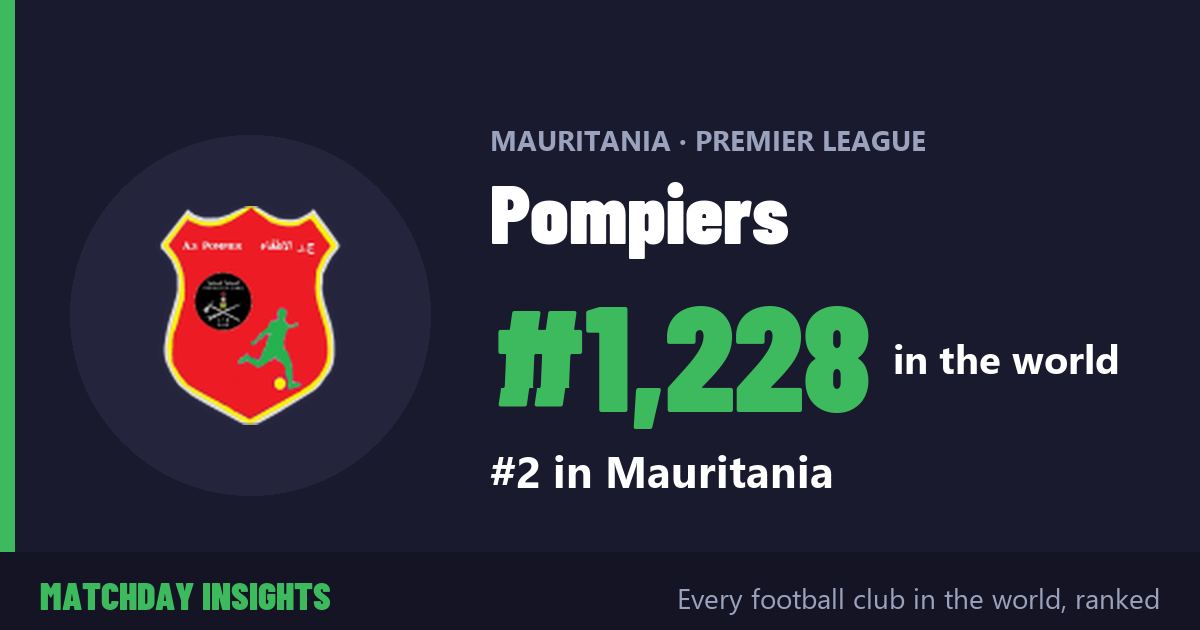 MAURITANIA · PREMIER LEAGUE
Pompiers
#1,228 in the world
#2 in Mauritania
MATCHDAY INSIGHTS
Every football club in the world, ranked